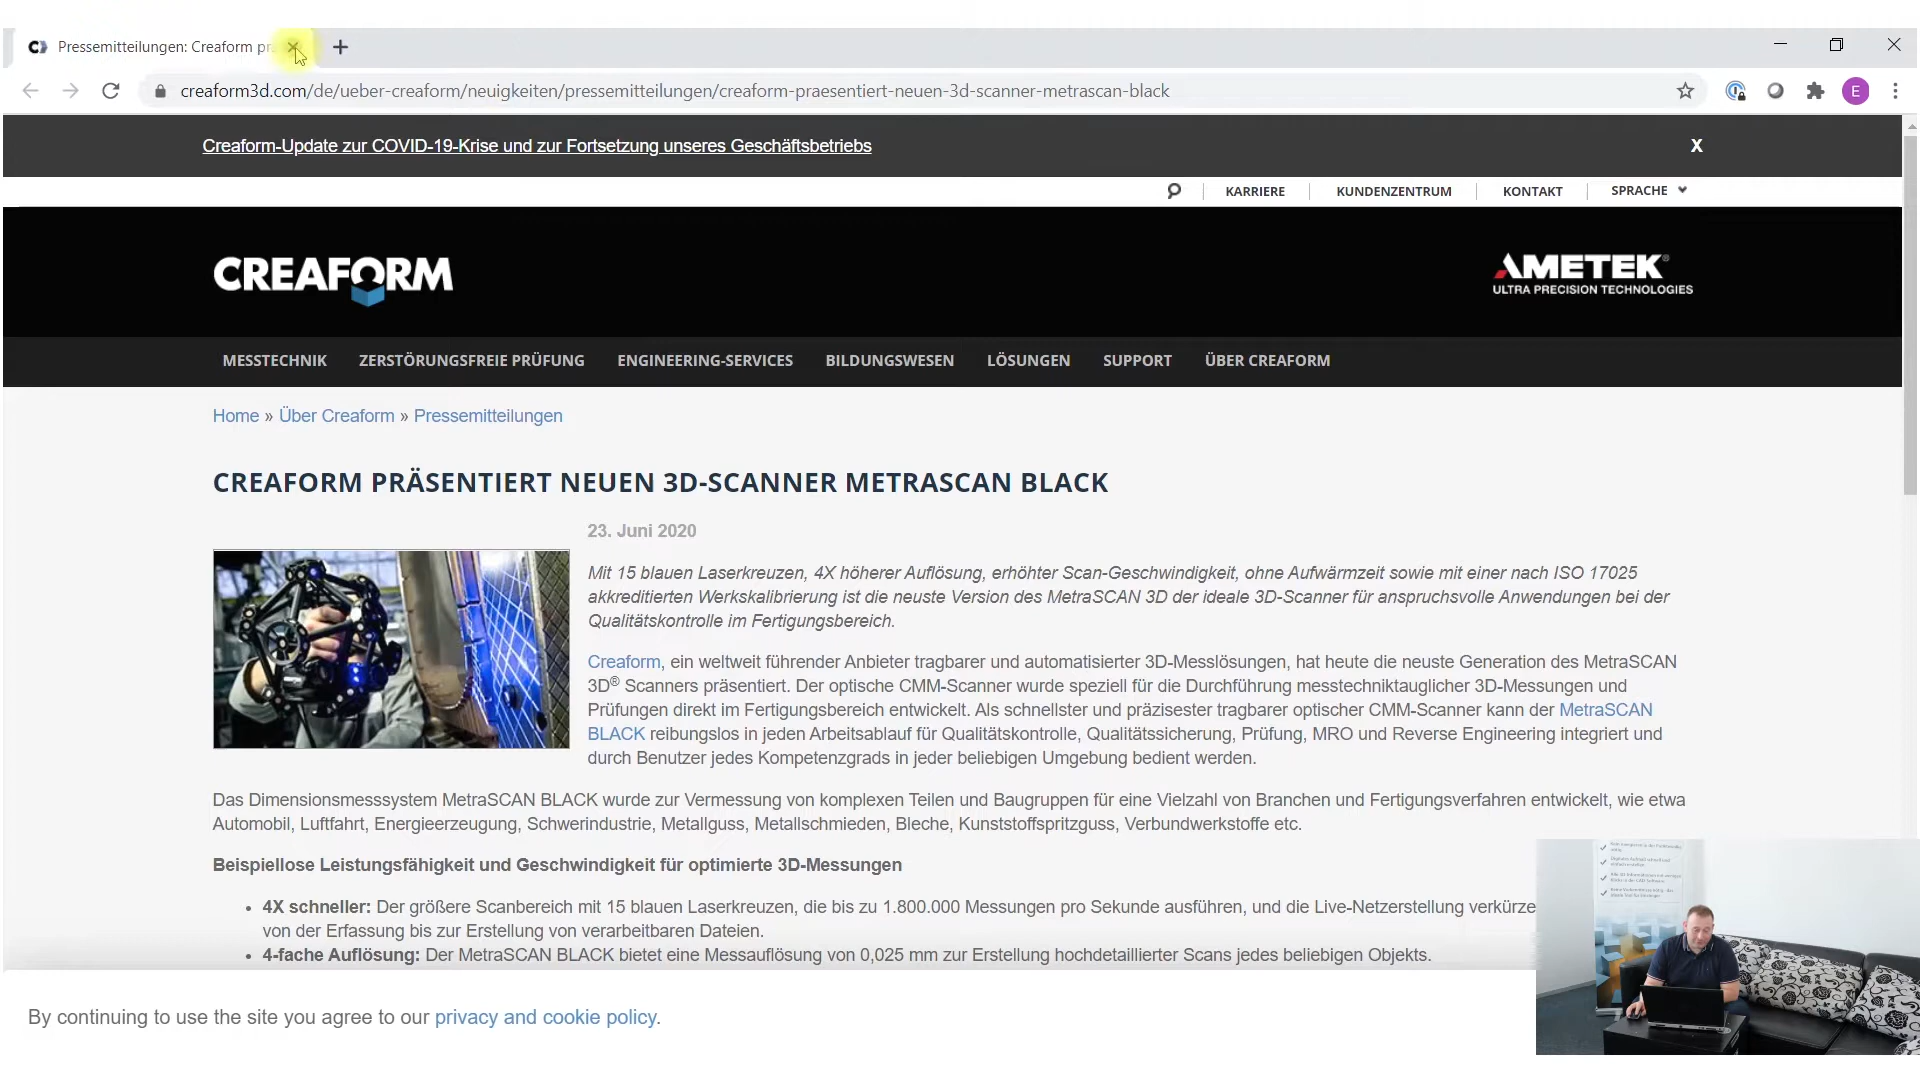 Pressemitteilungen: Creaform prä
creaform3d.com/de/ueber-creaform/neuigkeiten/pressemitteilungen/creaform-praesentiert-neuen-3d-scanner-metrascan-black
E
Creaform-Update zur COVID-19-Krise und zur Fortsetzung unseres Geschäftsbetriebs
X
KARRIERE
KUNDENZENTRUM
KONTAKT
SPRACHE
CREAFORM
AMETEK®
ULTRA PRECISION TECHNOLOGIES
MESSTECHNIK ZERSTÖRUNGSFREIE PRÜFUNG ENGINEERING-SERVICES BILDUNGSWESEN LÖSUNGEN SUPPORT ÜBER CREAFORM
Home » Über Creaform » Pressemitteilungen
CREAFORM PRÄSENTIERT NEUEN 3D-SCANNER METRASCAN BLACK
23. Juni 2020
Mit 15 blauen Laserkreuzen, 4X höherer Auflösung, erhöhter Scan-Geschwindigkeit, ohne Aufwärmzeit sowie mit einer nach ISO 17025
akkreditierten Werkskalibrierung ist die neuste Version des MetraSCAN 3D der ideale 3D-Scanner für anspruchsvolle Anwendungen bei der
Qualitätskontrolle im Fertigungsbereich.
Creaform, ein weltweit führender Anbieter tragbarer und automatisierter 3D-Messlösungen, hat heute die neuste Generation des MetraSCAN
3D® Scanners präsentiert. Der optische CMM-Scanner wurde speziell für die Durchführung messtechniktauglicher 3D-Messungen und
Prüfungen direkt im Fertigungsbereich entwickelt. Als schnellster und präzisester tragbarer optischer CMM-Scanner kann der MetraSCAN
BLACK reibungslos in jeden Arbeitsablauf für Qualitätskontrolle, Qualitätssicherung, Prüfung, MRO und Reverse Engineering integriert und
durch Benutzer jedes Kompetenzgrads in jeder beliebigen Umgebung bedient werden.
Das Dimensionsmesssystem MetraSCAN BLACK wurde zur Vermessung von komplexen Teilen und Baugruppen für eine Vielzahl von Branchen und Fertigungsverfahren entwickelt, wie etwa
Automobil, Luftfahrt, Energieerzeugung, Schwerindustrie, Metallguss, Metallschmieden, Bleche, Kunststoffspritzguss, Verbundwerkstoffe etc.
Beispiellose Leistungsfähigkeit und Geschwindigkeit für optimierte 3D-Messungen
• 4X schneller: Der größere Scanbereich mit 15 blauen Laserkreuzen, die bis zu 1.800.000 Messungen pro Sekunde ausführen, und die Live-Netzerstellung verkürze
von der Erfassung bis zur Erstellung von verarbeitbaren Dateien.
• 4-fache Auflösung: Der MetraSCAN BLACK bietet eine Messauflösung von 0,025 mm zur Erstellung hochdetaillierter Scans jedes beliebigen Objekts.
By continuing to use the site you agree to our privacy and cookie policy.